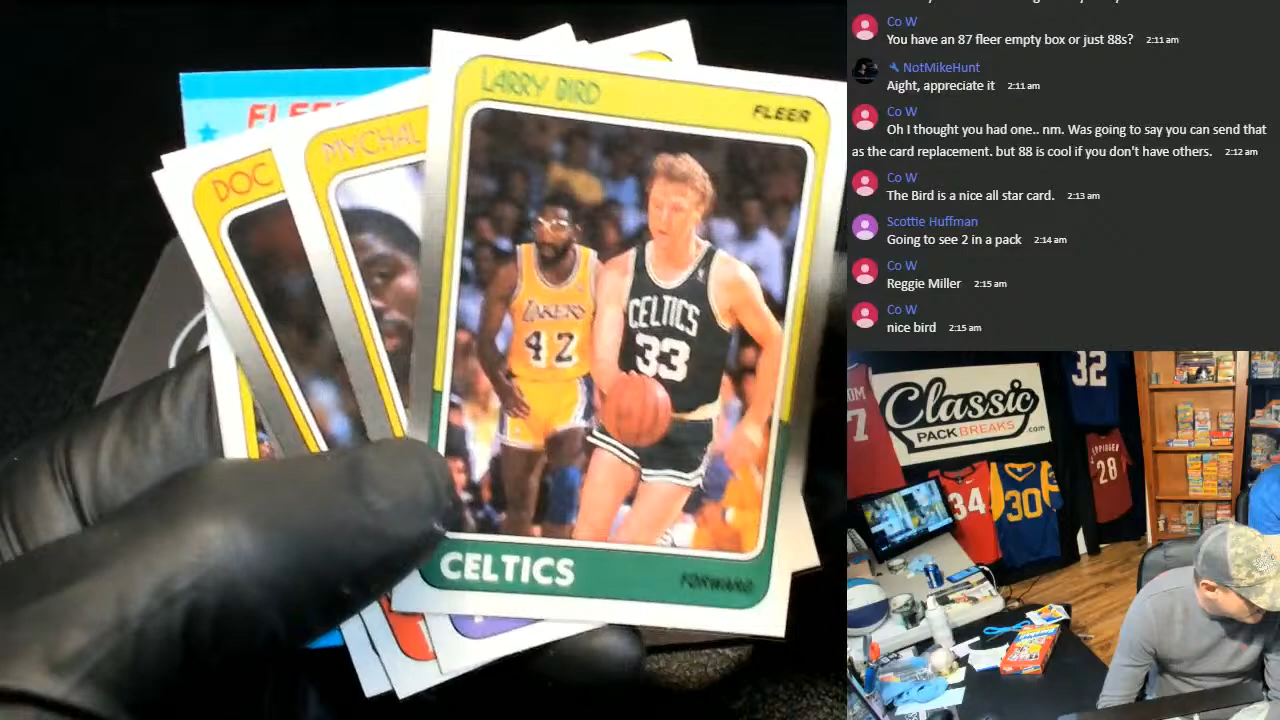 LARRY BIRD
FLEER
DOC
MYCHAL
LAKERS
42
CELTICS
33
CELTICS
FORWARD
Co W
You have an 87 fleer empty box or just 88s? 2:11 am
NotMikeHunt
Aight, appreciate it 2:11 am
Co W
Oh I thought you had one.. nm. Was going to say you can send that
as the card replacement. but 88 is cool if you don't have others. 2:12 am
Co W
The Bird is a nice all star card. 2:13 am
Scottie Huffman
Going to see 2 in a pack 2:14 am
Co W
Reggie Miller 2:15 am
Co W
nice bird 2:15 am
Classic
PACK BREAKS.com
32
7
34
30
28